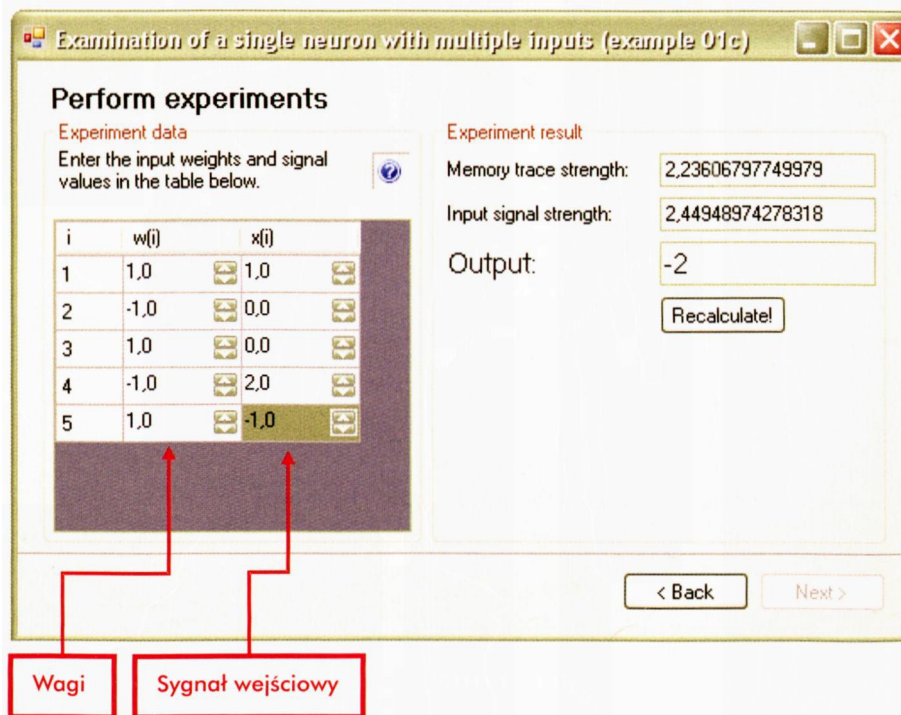 Examination of a single neuron with multiple inputs (example 01c)
Perform experiments
Experiment data
Enter the input weights and signal
values in the table below.
i w(i) x(i)
1 1,0 1,0
2 -1,0 0,0
3 1,0 0,0
4 -1,0 2,0
5 1,0 -1,0
Experiment result
Memory trace strength: 2,23606797749979
Input signal strength: 2,44948974278318
Output: -2
Recalculate!
< Back Next >
Wagi
Sygnał wejściowy